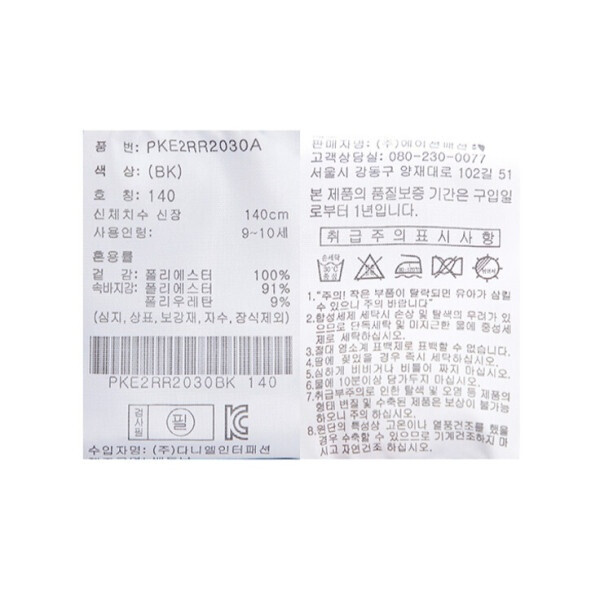 품 번: PKE2RR2030A
색 상: (BK)
호 칭: 140
신체치수 신장 140cm
사용인령: 9~10세
혼용률
겉 감: 폴리에스터 100%
속바지감: 폴리에스터 91%
폴리우레탄 9%
(심지, 상표, 보강재, 자수, 장식제외)
PKE2RR2030BK 140
검사필
필
수입자명: (주)다니엘인터패션
판매자명: (주)에이션패션
고객상담실: 080-230-0077
서울시 강동구 양재대로 102길 51
본 제품의 품질보증 기간은 구입일
로부터 1년입니다.
취급주의표시사항
1."주의! 작은 부품이 탈락되면 유아가 삼킬
수 있으니 주의 바랍니다"
2.합성세제 세탁시 손상 및 탈색의 우려가 있
으므로 단독세탁 및 미지근한 물에 중성세
제로 세탁하십시오.
3.절대 염소계 표백제로 표백할 수 없습니다.
4.땀에 젖었을 경우 즉시 세탁하십시오.
5.심하게 비비거나 비틀어 짜지 마십시오.
6.물에 10분이상 담가두지 마십시오.
7.취급부주의로 인한 탈색 및 오염 등 제품의
형태 변질 및 수축된 제품은 보상이 불가능
하오니 주의 하십시오.
8.원단의 특성상 고온이나 열풍건조를 했을
경우 수축할 수 있으므로 기계건조하지 마
시고 자연건조 하십시오.